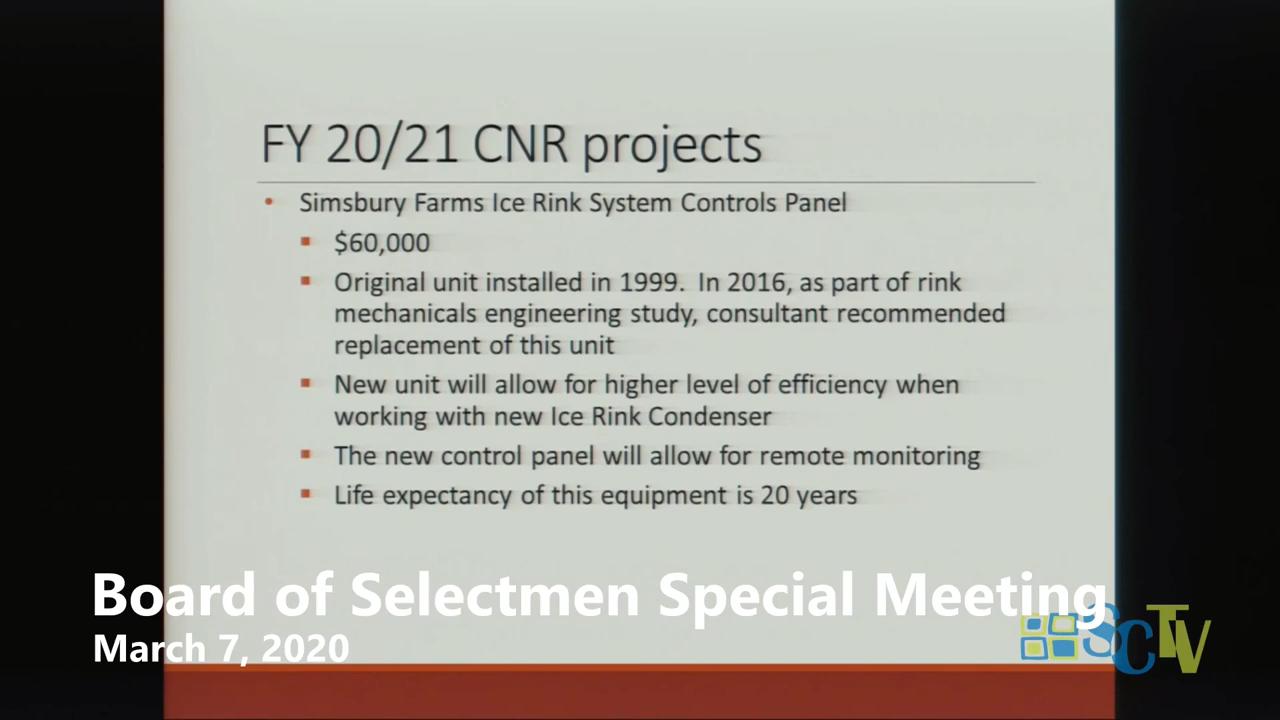 FY 20/21 CNR projects
• Simsbury Farms Ice Rink System Controls Panel
▪ $60,000
▪ Original unit installed in 1999.  In 2016, as part of rink
mechanicals engineering study, consultant recommended
replacement of this unit
▪ New unit will allow for higher level of efficiency when
working with new Ice Rink Condenser
▪ The new control panel will allow for remote monitoring
▪ Life expectancy of this equipment is 20 years
Board of Selectmen Special Meeting
March 7, 2020
SCTV